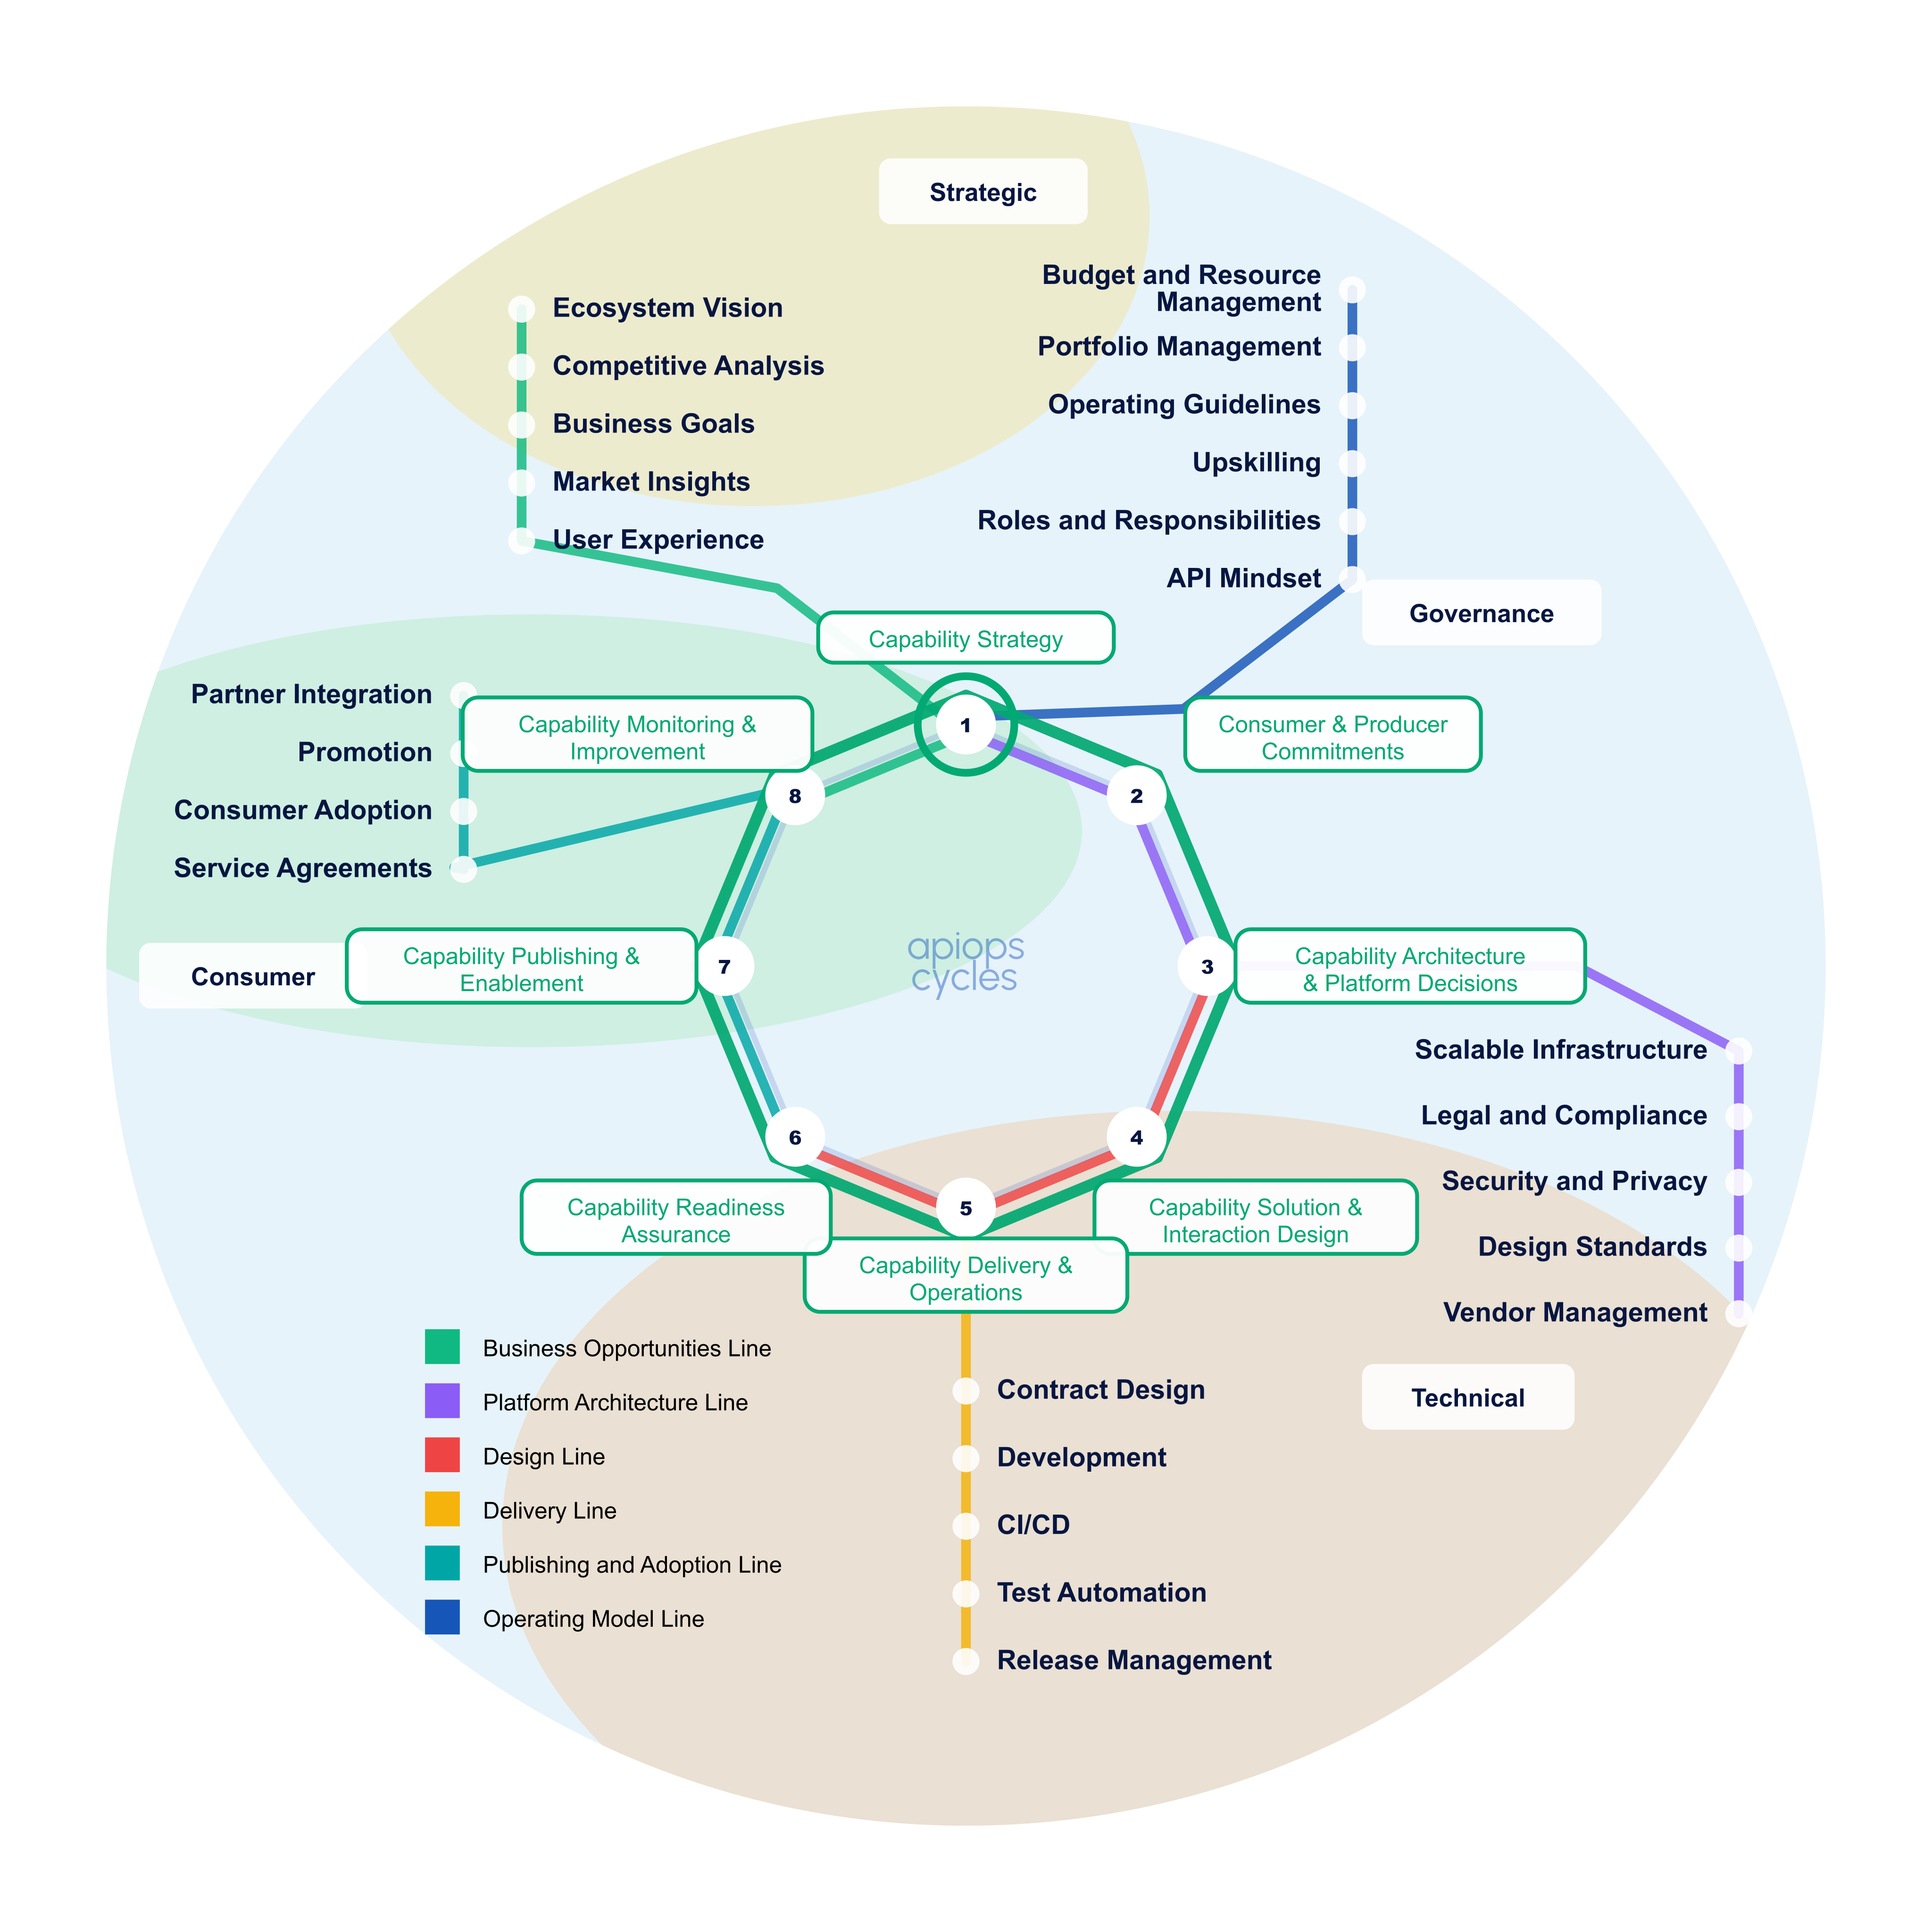 Strategic
Budget and Resource
Management
Portfolio Management
Operating Guidelines
Upskilling
Roles and Responsibilities
API Mindset
Governance
Ecosystem Vision
Competitive Analysis
Business Goals
Market Insights
User Experience
Capability Strategy
Partner Integration
Promotion
Consumer Adoption
Service Agreements
Capability Monitoring &
Improvement
Consumer & Producer
Commitments
1
2
3
4
5
6
7
8
apiops
cycles
Consumer
Capability Publishing &
Enablement
Capability Architecture
& Platform Decisions
Scalable Infrastructure
Legal and Compliance
Security and Privacy
Design Standards
Vendor Management
Capability Readiness
Assurance
Capability Solution &
Interaction Design
Capability Delivery &
Operations
Technical
Business Opportunities Line
Platform Architecture Line
Design Line
Delivery Line
Publishing and Adoption Line
Operating Model Line
Contract Design
Development
CI/CD
Test Automation
Release Management